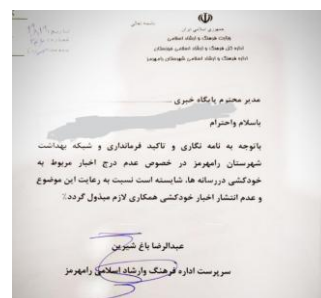 بسمه تعالی
جمهوری اسلامی ایران
وزارت فرهنگ و ارشاد اسلامی
اداره کل فرهنگ و ارشاد اسلامی خوزستان
اداره فرهنگ و ارشاد اسلامی شهرستان رامهرمز
مدیر محترم پایگاه خبری
باسلام واحترام
باتوجه به نامه نگاری و تاکید فرمانداری و شبکه بهداشت
شهرستان رامهرمز در خصوص عدم درج اخبار مربوط به
خودکشی دررسانه ها، شایسته است نسبت به رعایت این موضوع
و عدم انتشار اخبار خودکشی همکاری لازم مبذول گردد٪
عبدالرضا باغ شیرین
سرپرست اداره فرهنگ وارشاد اسلامی رامهرمز